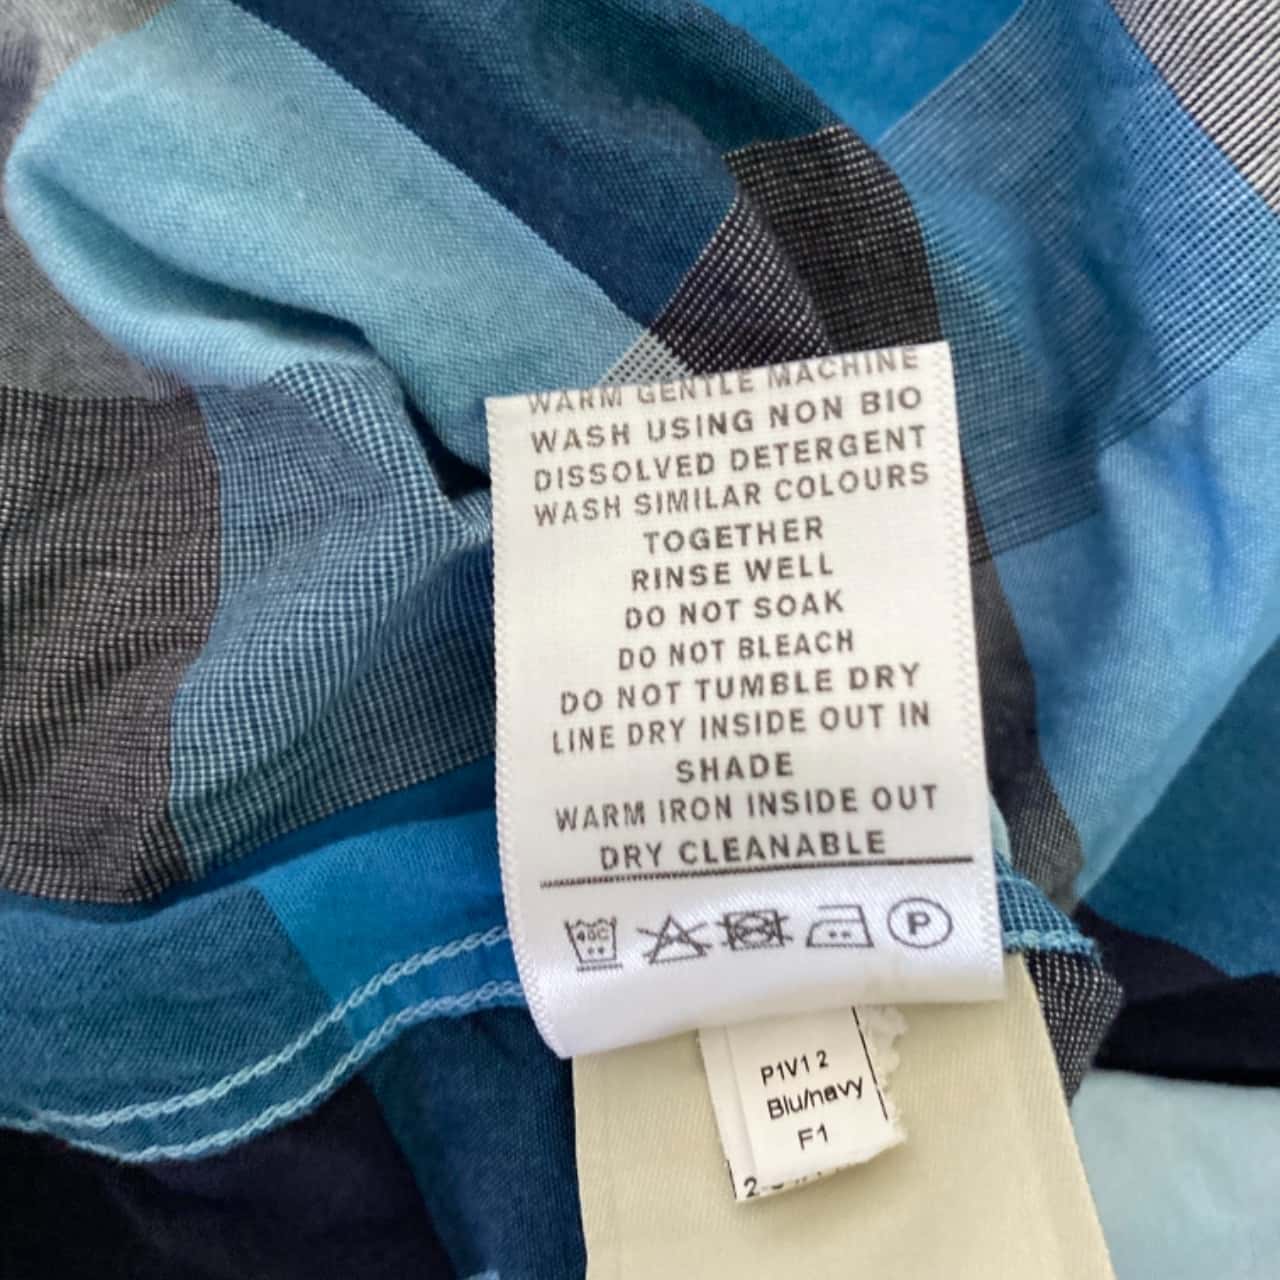 WARM GENTLE MACHINE
WASH USING NON BIO
DISSOLVED DETERGENT
WASH SIMILAR COLOURS
TOGETHER
RINSE WELL
DO NOT SOAK
DO NOT BLEACH
DO NOT TUMBLE DRY
LINE DRY INSIDE OUT IN
SHADE
WARM IRON INSIDE OUT
DRY CLEANABLE
40C
P
P1V1 2
Blu/navy
F1